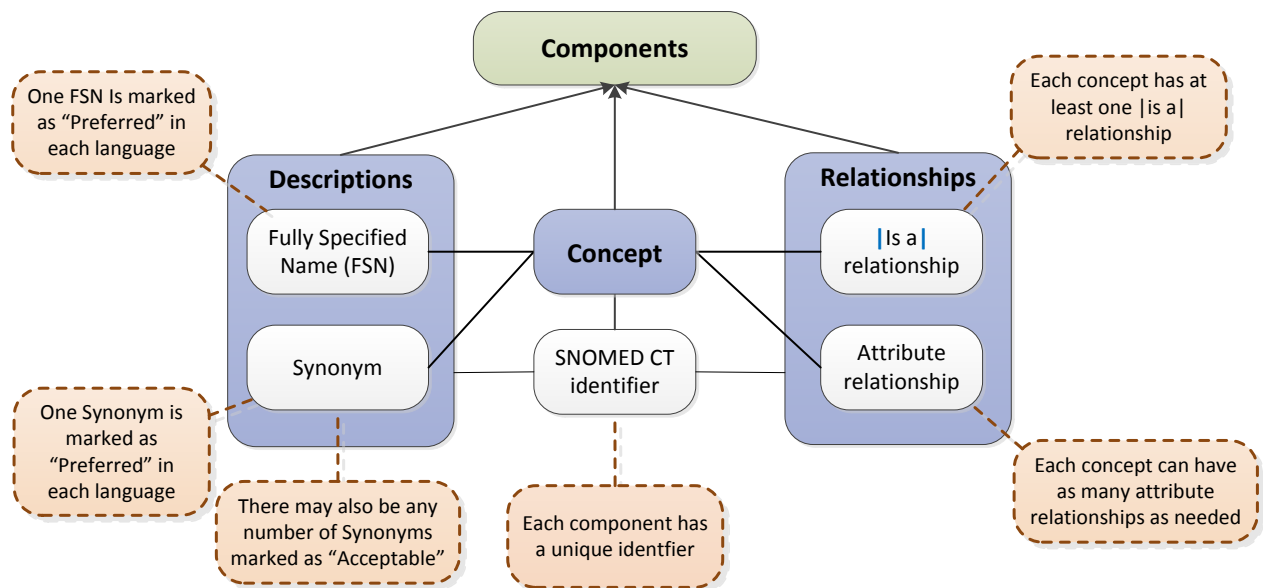 Components
One FSN Is marked
as “Preferred” in
each language
Each concept has at
least one |is a|
relationship
Descriptions
Relationships
Fully Specified
Name (FSN)
Concept
|Is a|
relationship
Synonym
SNOMED CT
identifier
Attribute
relationship
One Synonym is
marked as
“Preferred” in
each language
There may also be any
number of Synonyms
marked as “Acceptable”
Each component has
a unique identfier
Each concept can have
as many attribute
relationships as needed